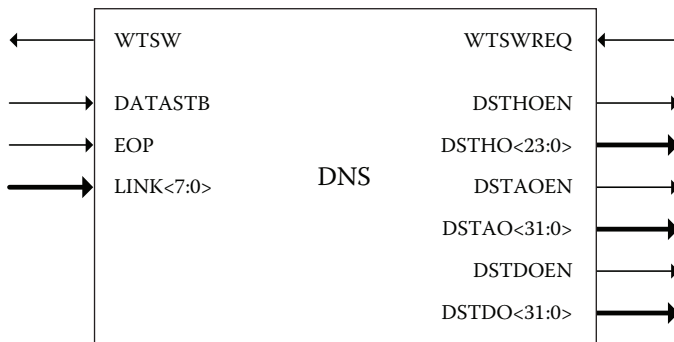 WTSW
WTSWREQ
DATASTB
DSTHOEN
EOP
DSTHO<23:0>
LINK<7:0>
DNS
DSTAOEN
DSTAO<31:0>
DSTDOEN
DSTDO<31:0>